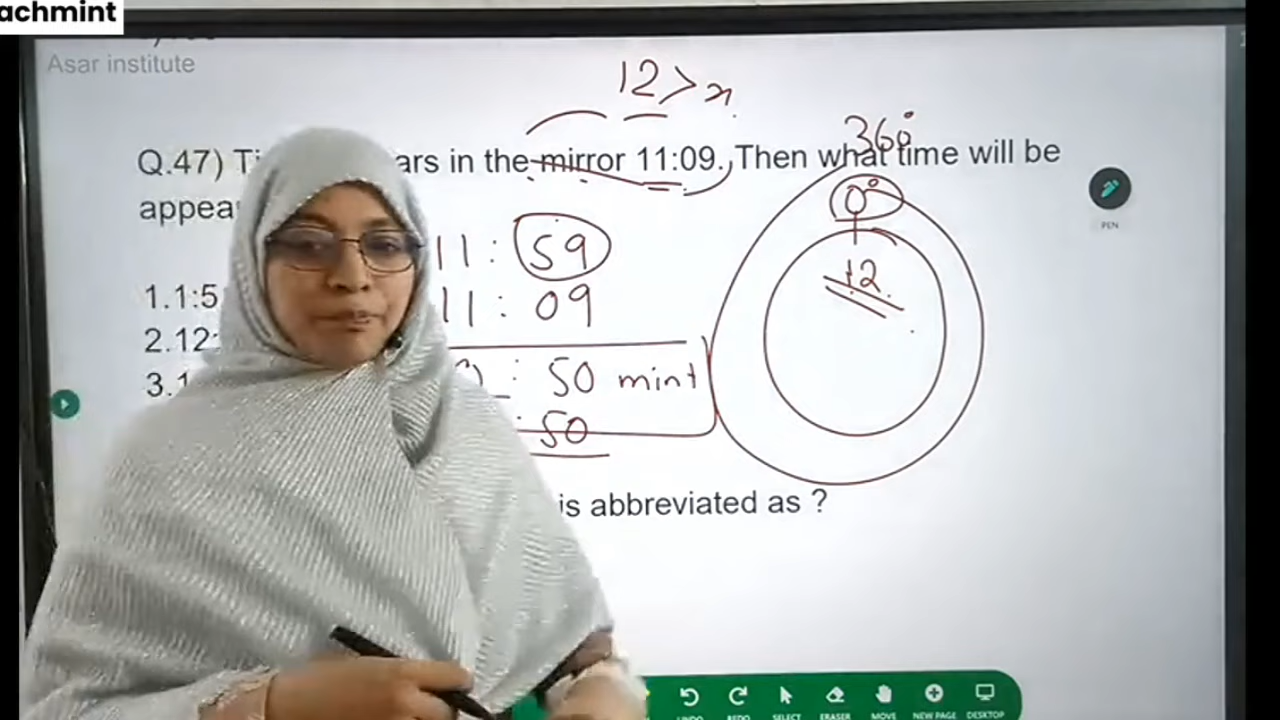 achmint
Asar institute
12 > x
360°
Q.47) in the mirror 11:09. Then what time will be
appea
0°
12
11 : 59
11 : 09
: 50 mint
: 50
1.1:5
2.12:
3.1
is abbreviated as ?
PEN
UNDO REDO SELECT ERASER MOVE NEW PAGE DESKTOP